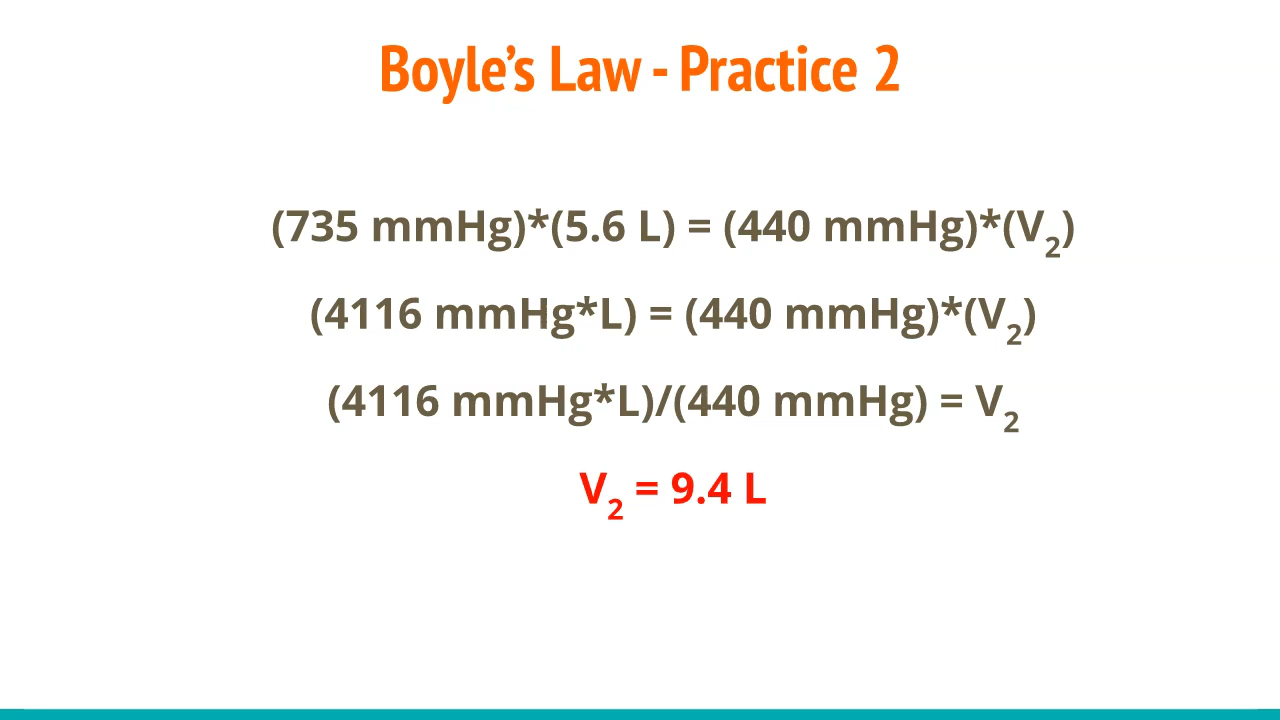 Boyle’s Law - Practice 2
(735 mmHg)*(5.6 L) = (440 mmHg)*(V₂)
(4116 mmHg*L) = (440 mmHg)*(V₂)
(4116 mmHg*L)/(440 mmHg) = V₂
V₂ = 9.4 L